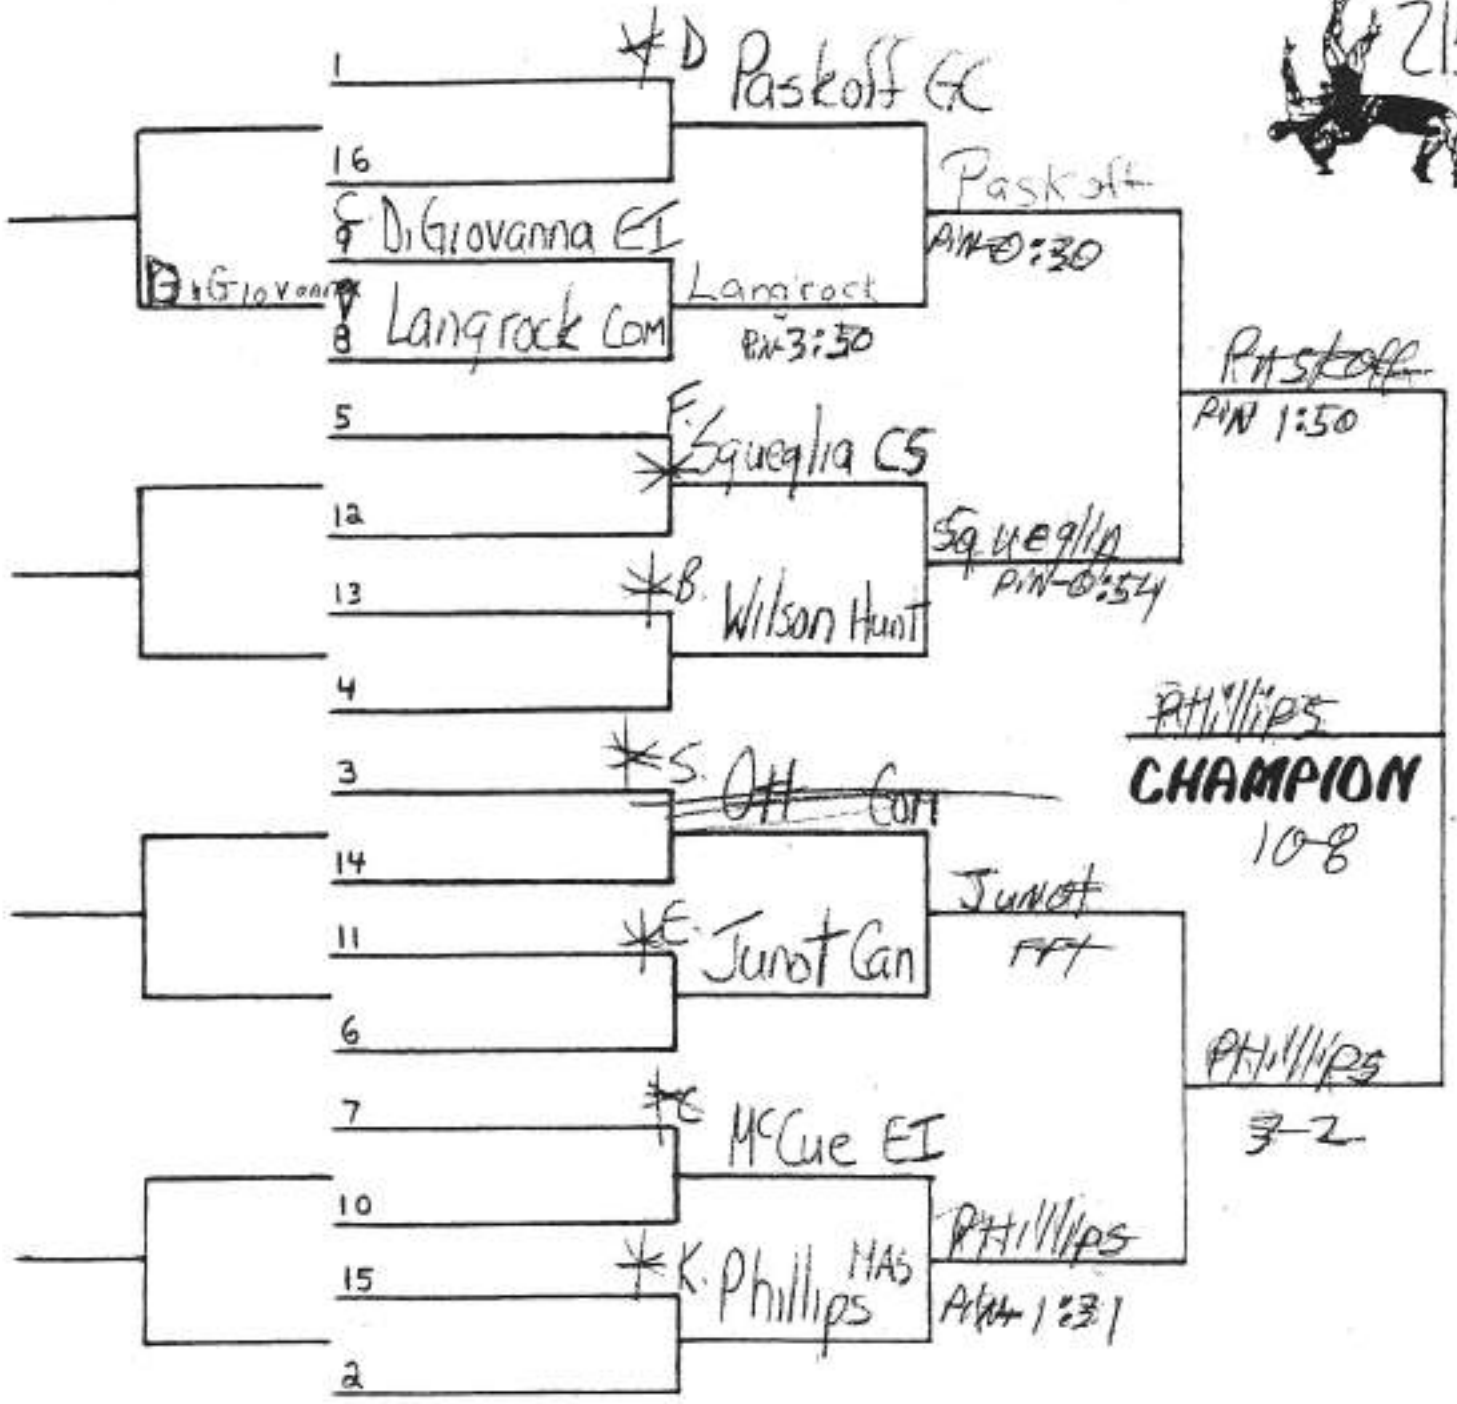 21
1
* D Paskoff GC
16
Paskoff
PIN 0:30
C.
9 DiGiovanna EI
DiGiovanna
V
8 Langrock Com
Langrock
PIN 3:50
Paskoff
PIN 1:50
5
F.
* Squeglia CS
12
Squeglia
PIN-0:54
13
* B. Wilson Hunt
4
Phillips
CHAMPION
10-8
3
* S. Ott Com
14
Junot
FFT
11
* E. Junot Can
6
Phillips
3-2
7
* C McCue EI
10
Phillips
PIN 1:31
15
* K. Phillips MAS
2